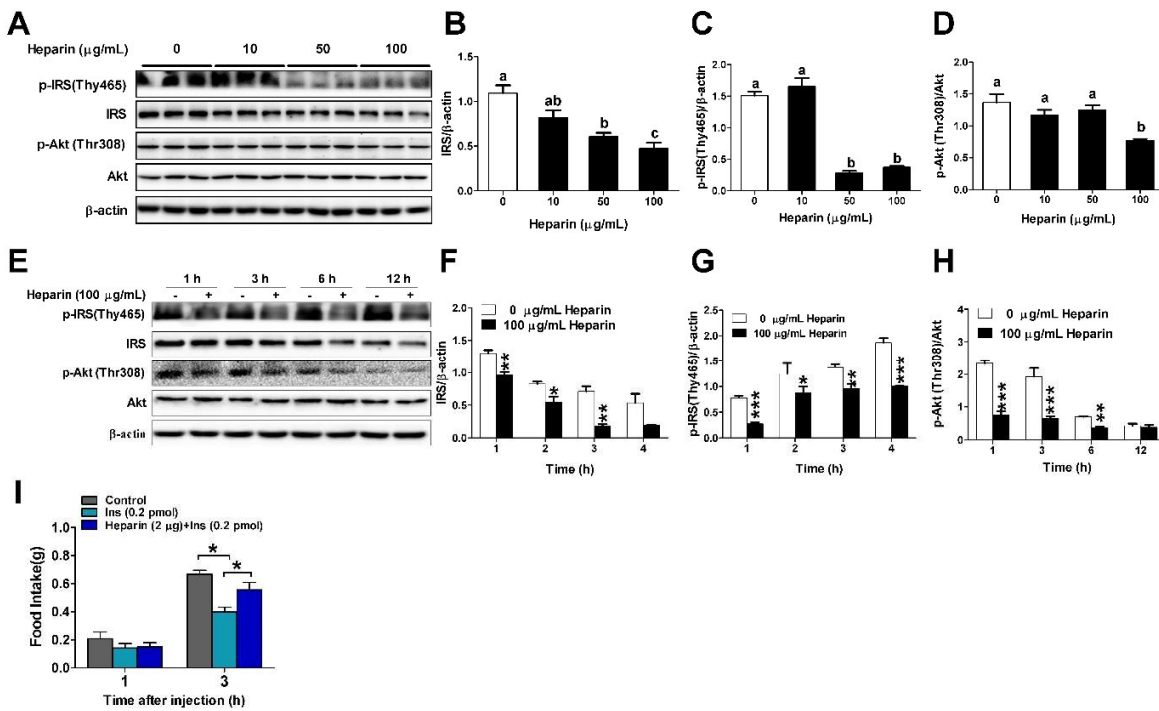 A
Heparin (μg/mL) 0 10 50 100
p-IRS(Thy465)
IRS
p-Akt (Thr308)
Akt
β-actin
B
IRS/β-actin
1.5
1.0
0.5
0.0
a
ab
b
c
0 10 50 100
Heparin (μg/mL)
C
p-IRS(Thy465)/β-actin
2.0
1.5
1.0
0.5
0.0
a
a
b
b
0 10 50 100
Heparin (μg/mL)
D
p-Akt (Thr308)/Akt
2.0
1.5
1.0
0.5
0.0
a
a
a
b
0 10 50 100
Heparin (μg/mL)
E
1 h 3 h 6 h 12 h
Heparin (100 μg/mL) - + - + - + - +
p-IRS(Thy465)
IRS
p-Akt (Thr308)
Akt
β-actin
F
0 μg/mL Heparin
100 μg/mL Heparin
IRS/β-actin
2.0
1.5
1.0
0.5
0.0
**
*
**
1 2 3 4
Time (h)
G
0 μg/mL Heparin
100 μg/mL Heparin
p-IRS(Thy465)/β-actin
2.5
2.0
1.5
1.0
0.5
0.0
***
*
**
***
1 2 3 4
Time (h)
H
0 μg/mL Heparin
100 μg/mL Heparin
p-Akt (Thr308)/Akt
4
3
2
1
0
****
****
**
1 3 6 12
Time (h)
I
Control
Ins (0.2 pmol)
Heparin (2 μg)+Ins (0.2 pmol)
Food Intake(g)
1.0
0.8
0.6
0.4
0.2
0.0
*
*
1 3
Time after injection (h)